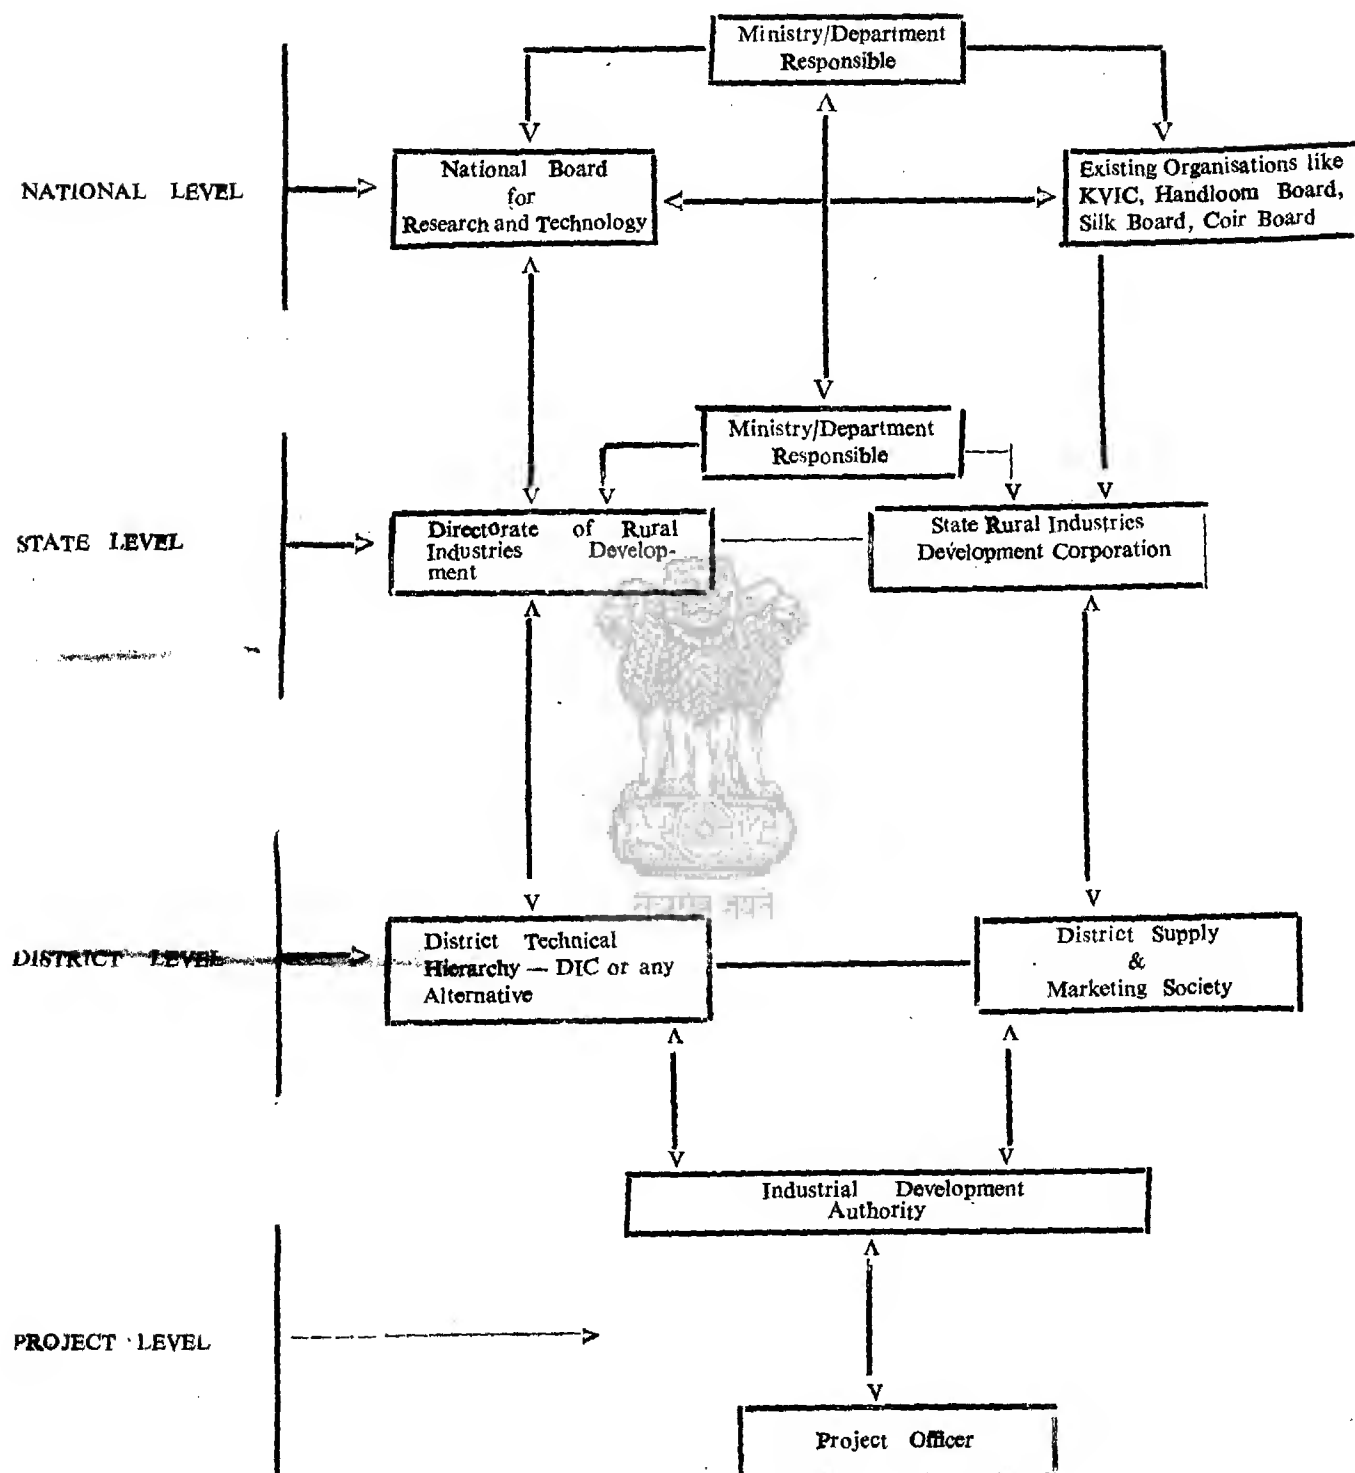 Ministry/Department
Responsible
NATIONAL LEVEL
National Board
for
Research and Technology
Existing Organisations like
KVIC, Handloom Board,
Silk Board, Coir Board
Ministry/Department
Responsible
STATE LEVEL
Directorate of Rural
Industries Develop-
ment
State Rural Industries
Development Corporation
सत्यमेव जयते
DISTRICT LEVEL
District Technical
Hierarchy — DIC or any
Alternative
District Supply
&
Marketing Society
Industrial Development
Authority
PROJECT LEVEL
Project Officer